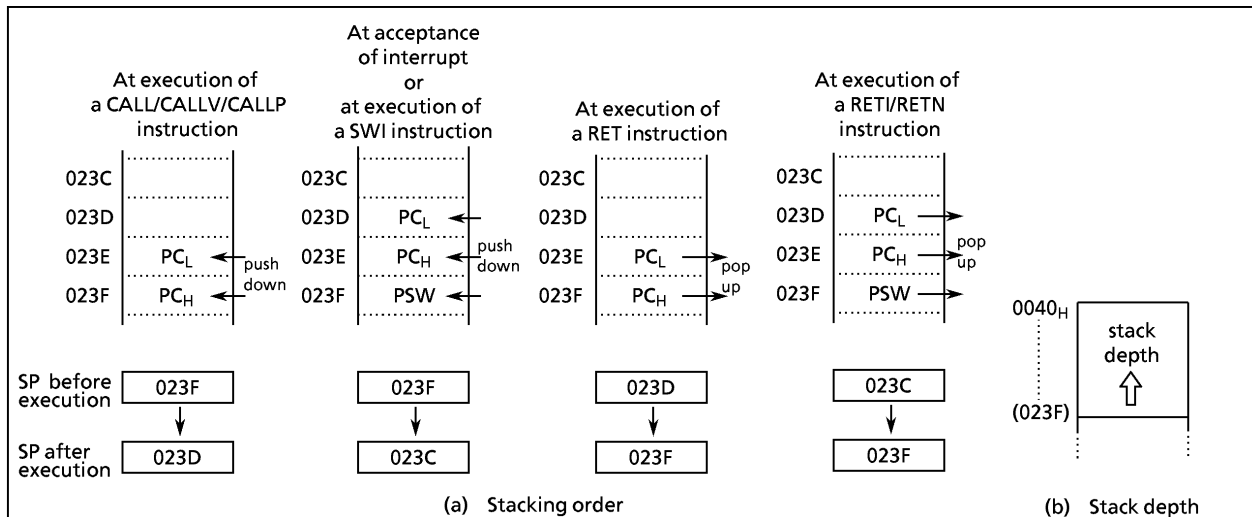 At execution of
a CALL/CALLV/CALLP
instruction
023C
023D
023E PCL
023F PCH
push
down
At acceptance
of interrupt
or
at execution of
a SWI instruction
023C
023D PCL
023E PCH
023F PSW
push
down
At execution of
a RET instruction
023C
023D
023E PCL
023F PCH
pop
up
At execution of
a RETI/RETN
instruction
023C
023D PCL
023E PCH
023F PSW
pop
up
SP before
execution
023F
023F
023D
023C
SP after
execution
023D
023C
023F
023F
(a) Stacking order
0040H
stack
depth
(023F)
(b) Stack depth